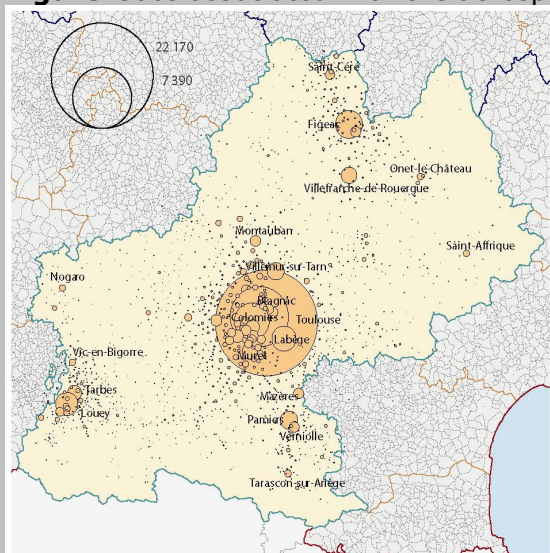 22 170
7 390
Saint-Céré
Figeac
Onet-le-Château
Villefranche-de-Rouergue
Montauban
Saint-Affrique
Villemur-sur-Tarn
Nogaro
Blagnac
Colomiers
Toulouse
Labège
Vic-en-Bigorre
Muret
Tarbes
Mazères
Louey
Pamiers
Verniolle
Tarascon-sur-Ariège